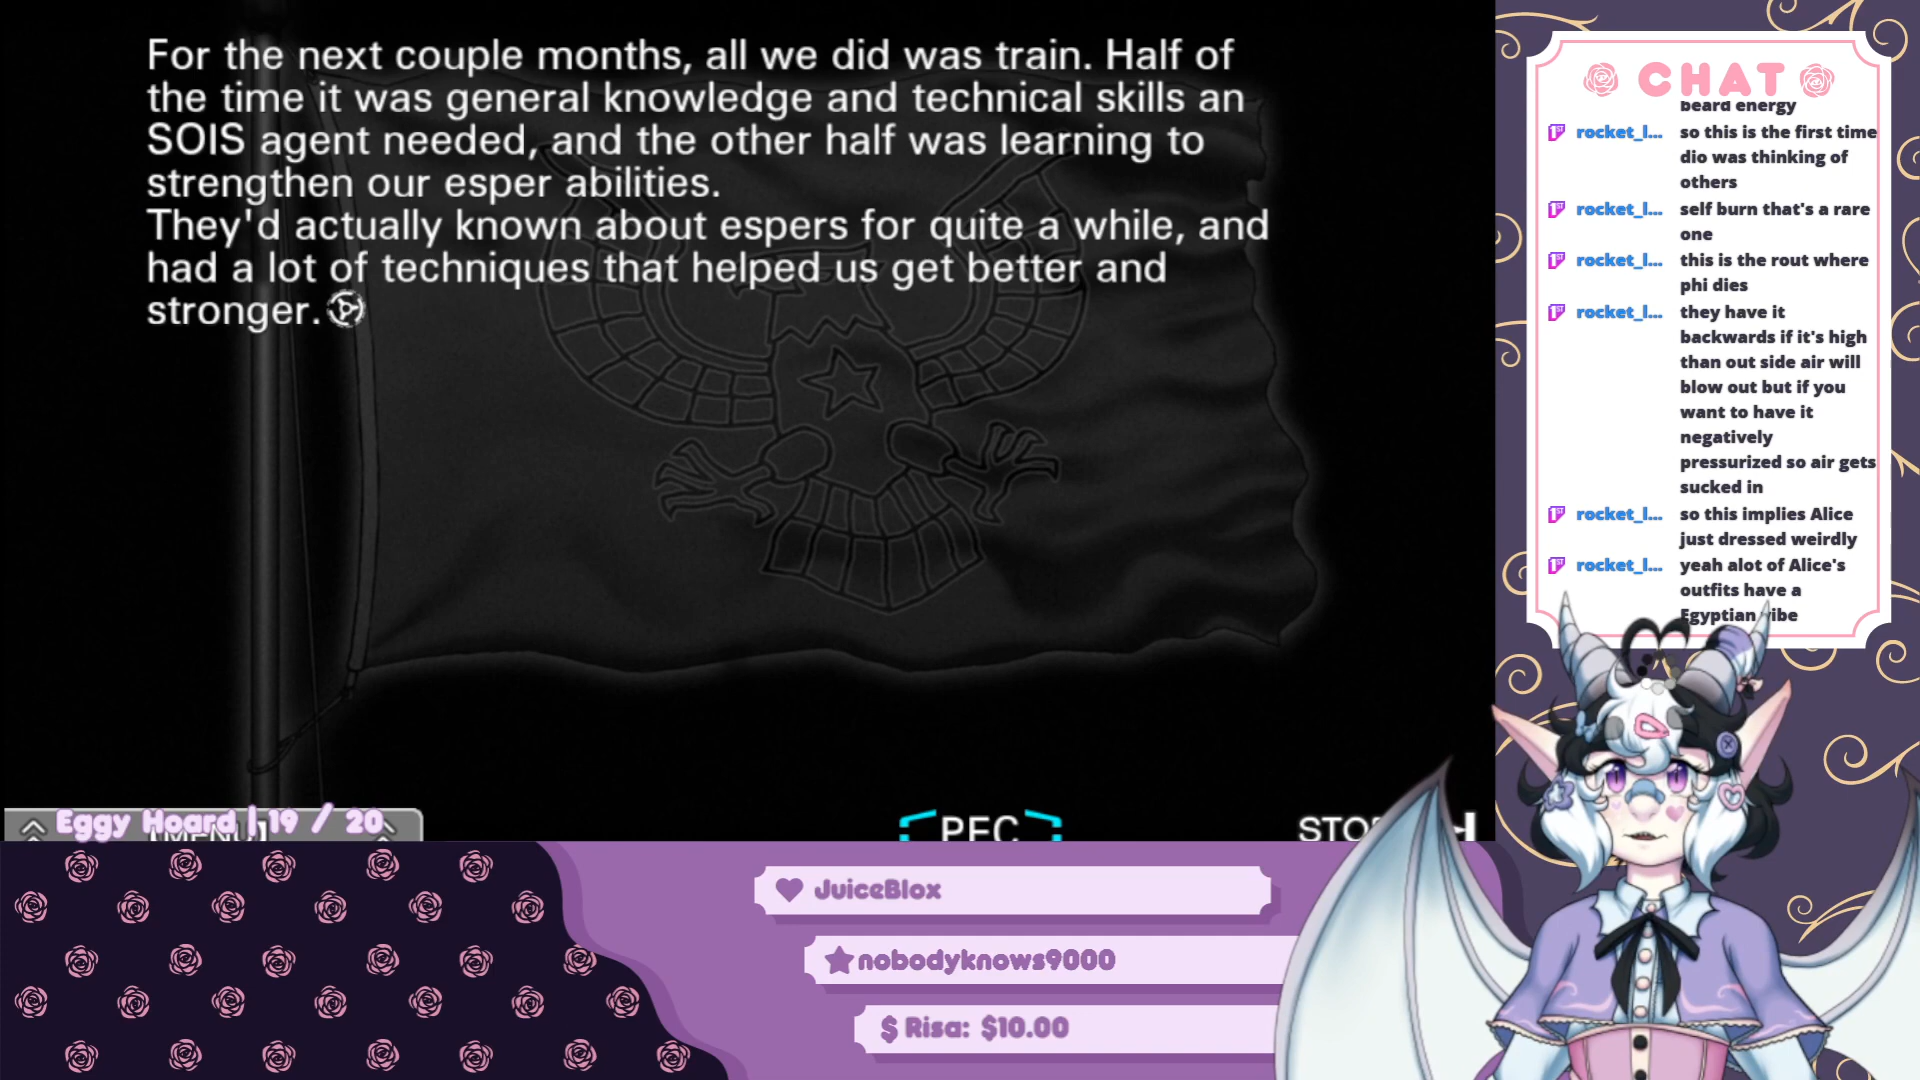 For the next couple months, all we did was train. Half of
the time it was general knowledge and technical skills an
SOIS agent needed, and the other half was learning to
strengthen our esper abilities.
They'd actually known about espers for quite a while, and
had a lot of techniques that helped us get better and
stronger.
CHAT
beard energy
rocket_l... so this is the first time
dio was thinking of
others
rocket_l... self burn that's a rare
one
rocket_l... this is the rout where
phi dies
rocket_l... they have it
backwards if it's high
than out side air will
blow out but if you
want to have it
negatively
pressurized so air gets
sucked in
rocket_l... so this implies Alice
just dressed weirdly
rocket_l... yeah alot of Alice's
outfits have a
Egyptian vibe
Eggy Hoard | 19 / 20
[MENU]
PEC
JuiceBlox
nobodyknows9000
$ Risa: $10.00